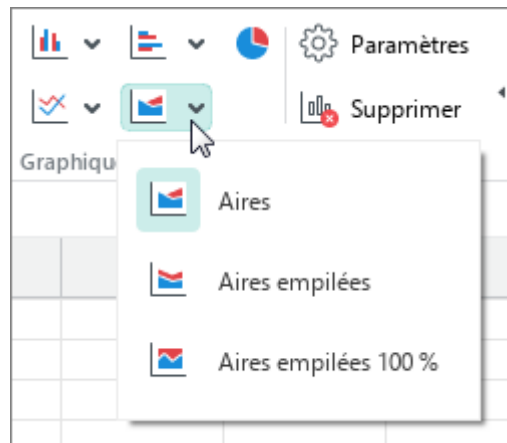 Paramètres
Supprimer
Graphiqu
Aires
Aires empilées
Aires empilées 100 %